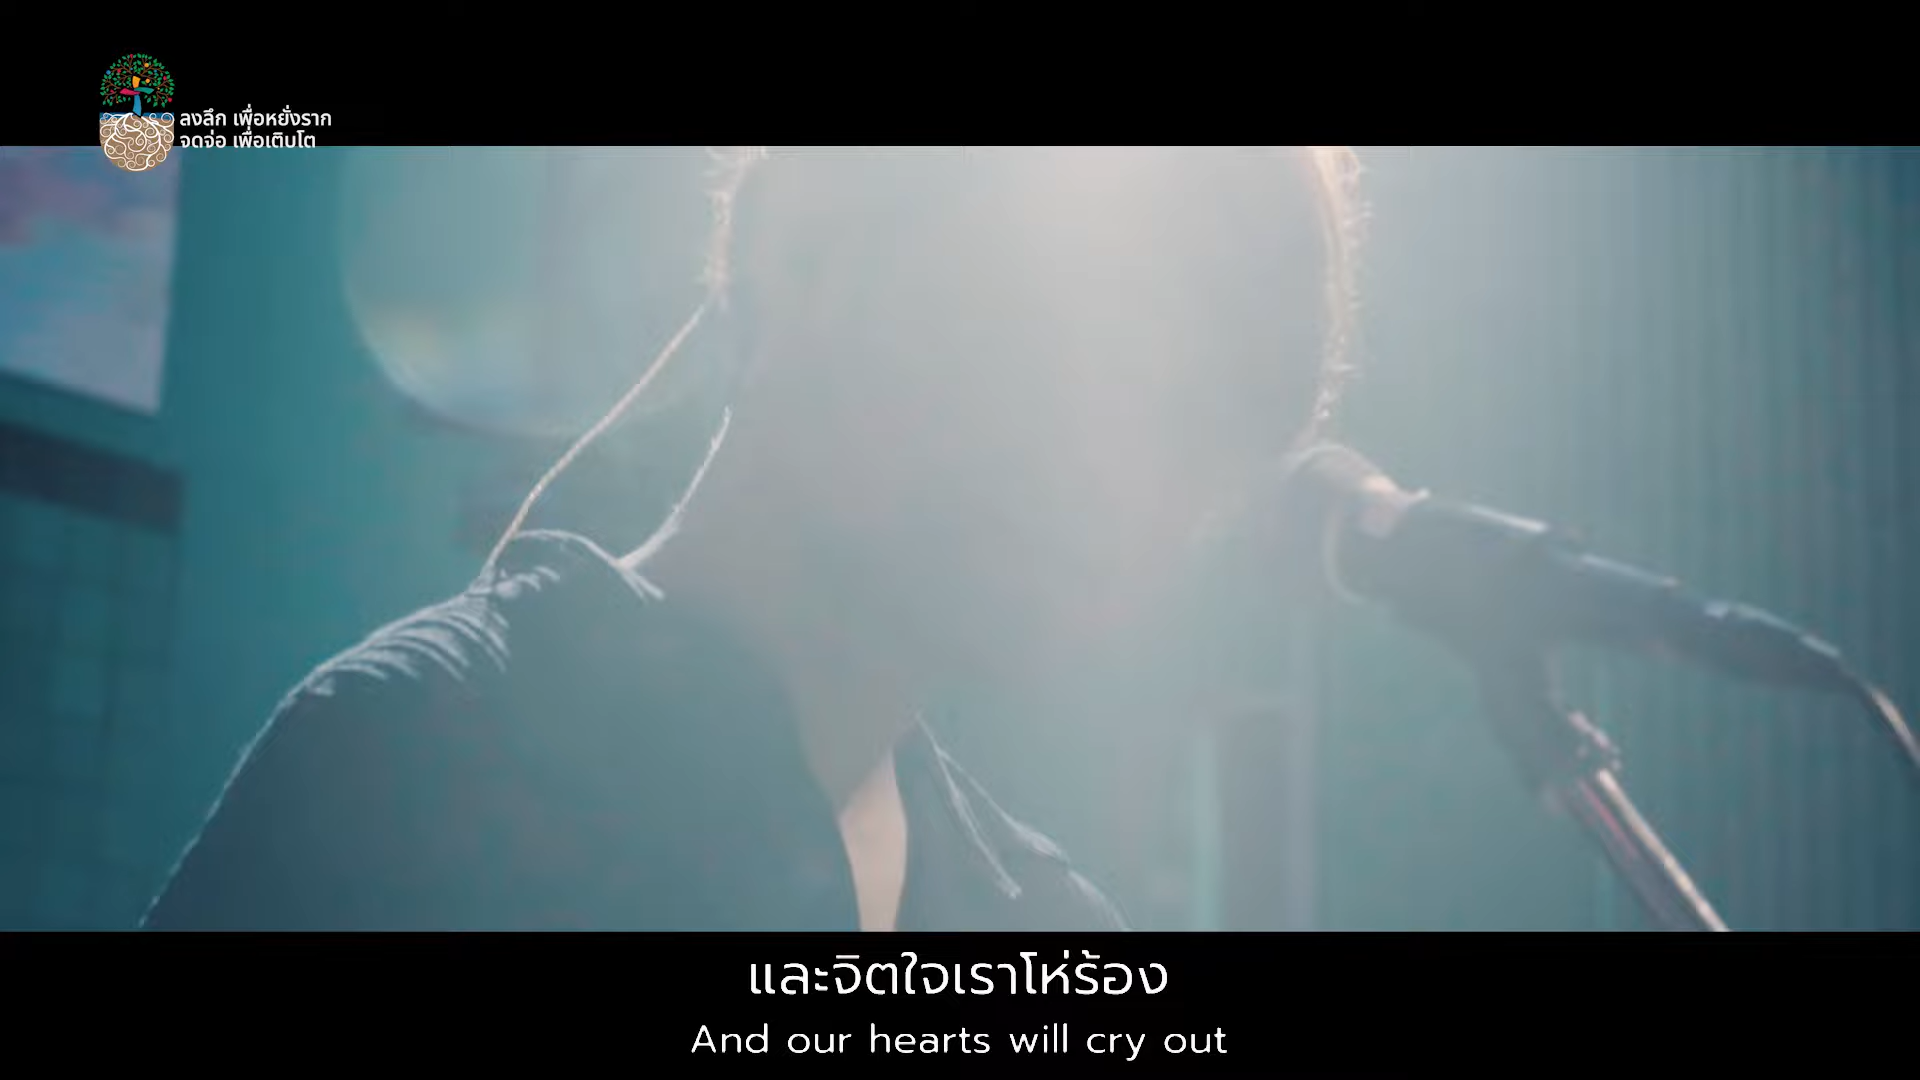 ลงลึก เพื่อหยั่งราก
จดจ่อ เพื่อเติบโต
และจิตใจเราโห่ร้อง
And our hearts will cry out